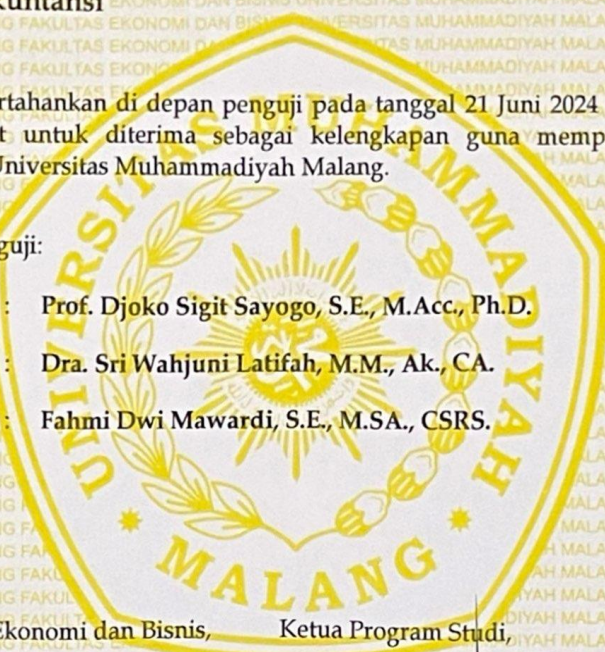 rtahankan di depan penguji pada tanggal 21 Juni 2024
t untuk diterima sebagai kelengkapan guna memp
Universitas Muhammadiyah Malang.
guji:
: Prof. Djoko Sigit Sayogo, S.E., M.Acc., Ph.D.
: Dra. Sri Wahjuni Latifah, M.M., Ak., CA.
: Fahmi Dwi Mawardi, S.E., M.SA., CSRS.
UNIVERSITAS MUHAMMADIYAH
* MALANG *
Ekonomi dan Bisnis, Ketua Program Studi,